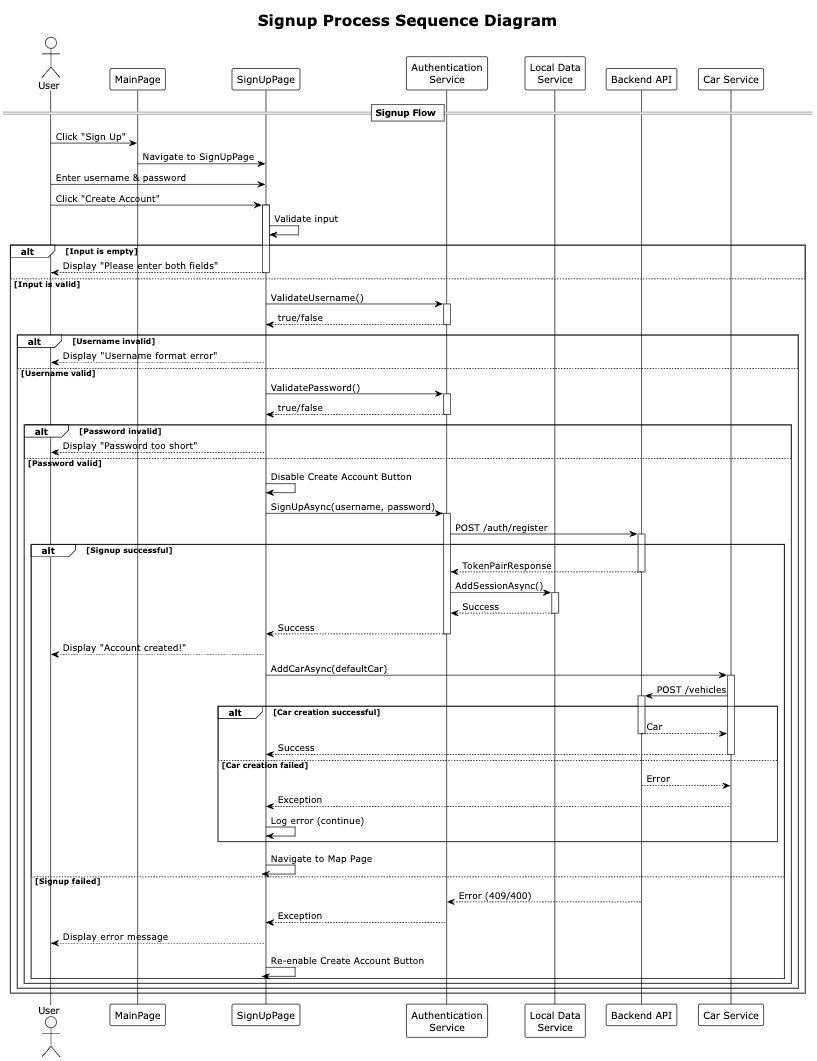 Signup Process Sequence Diagram
User
MainPage
SignUpPage
Authentication
Service
Local Data
Service
Backend API
Car Service
Signup Flow
Click "Sign Up"
Navigate to SignUpPage
Enter username & password
Click "Create Account"
Validate input
alt [Input is empty]
Display "Please enter both fields"
[Input is valid]
ValidateUsername()
true/false
alt [Username invalid]
Display "Username format error"
[Username valid]
ValidatePassword()
true/false
alt [Password invalid]
Display "Password too short"
[Password valid]
Disable Create Account Button
SignUpAsync(username, password)
POST /auth/register
alt [Signup successful]
TokenPairResponse
AddSessionAsync()
Success
Success
Display "Account created!"
AddCarAsync(defaultCar)
POST /vehicles
alt [Car creation successful]
Car
Success
[Car creation failed]
Error
Exception
Log error (continue)
Navigate to Map Page
[Signup failed]
Error (409/400)
Exception
Display error message
Re-enable Create Account Button
User
MainPage
SignUpPage
Authentication
Service
Local Data
Service
Backend API
Car Service